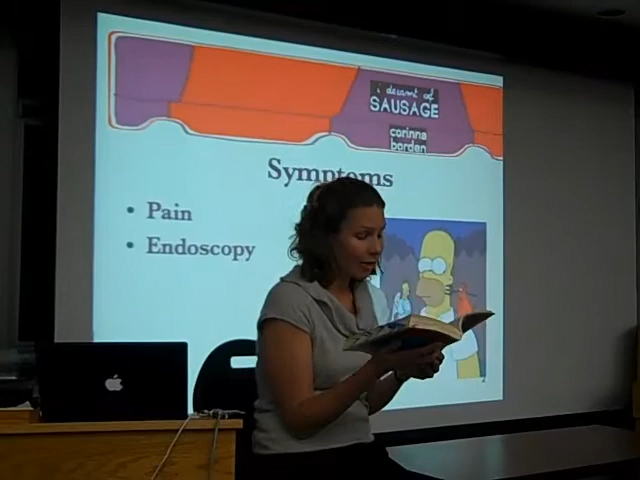 i dreamt of
SAUSAGE
corinna
borden
Symptoms
• Pain
• Endoscopy